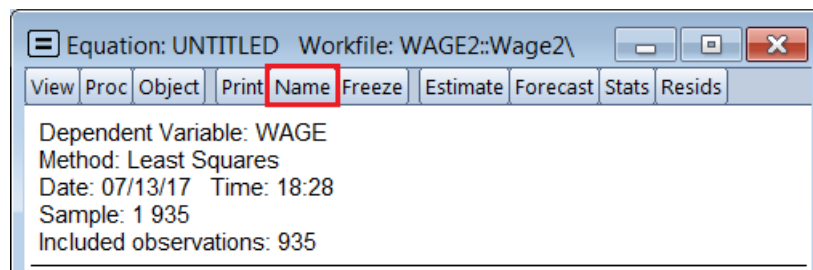 Equation: UNTITLED Workfile: WAGE2::Wage2\
View Proc Object Print Name Freeze Estimate Forecast Stats Resids
Dependent Variable: WAGE
Method: Least Squares
Date: 07/13/17 Time: 18:28
Sample: 1 935
Included observations: 935